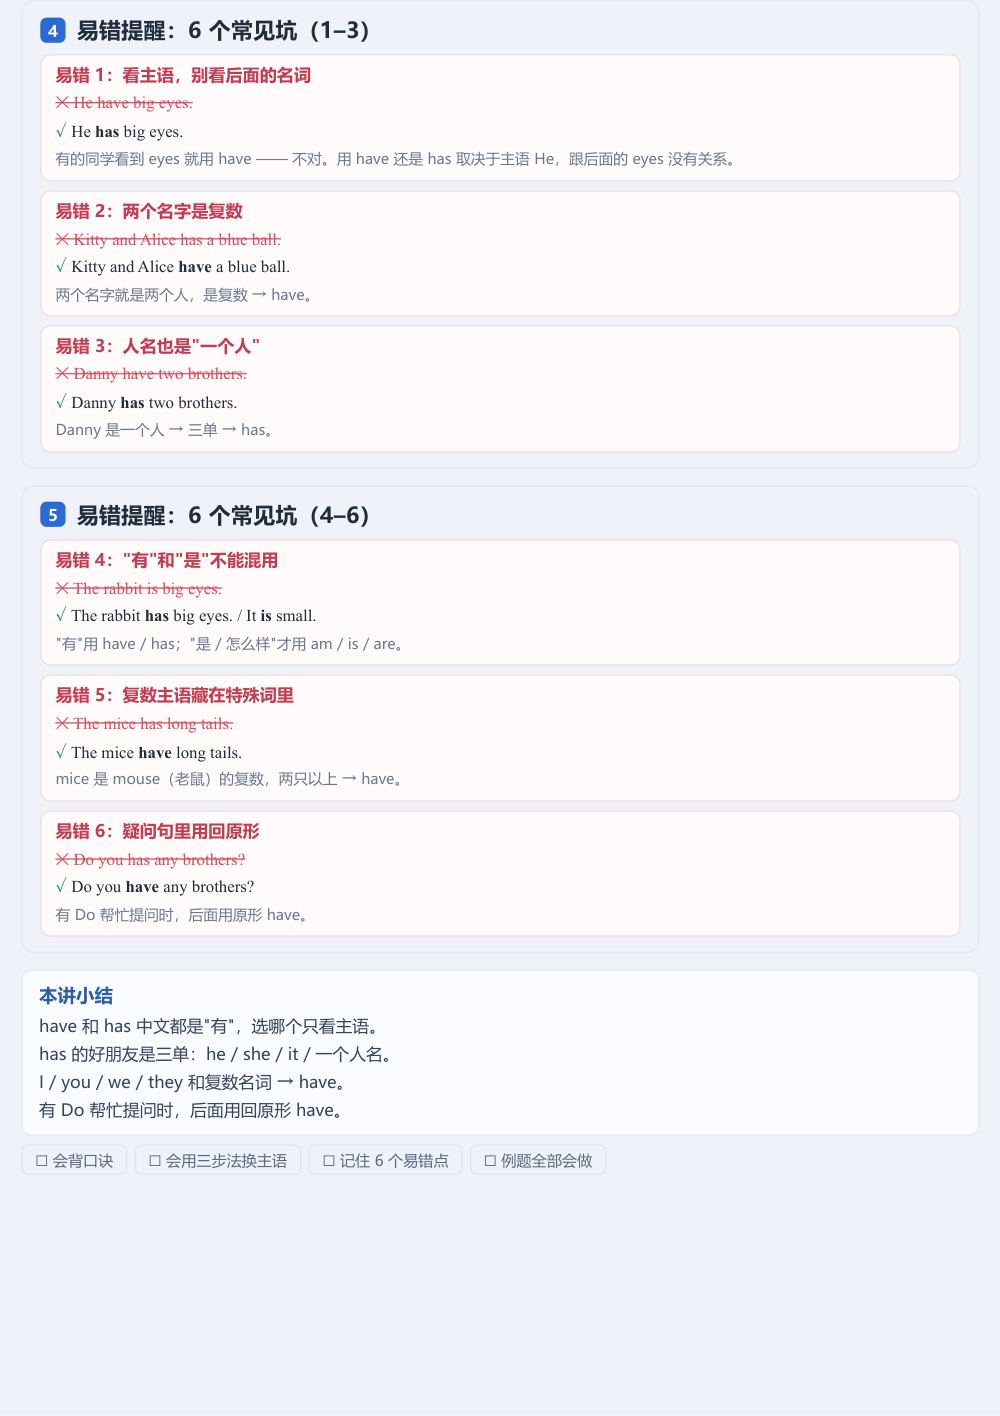 4 易错提醒：6 个常见坑（1–3）
易错 1：看主语，别看后面的名词
✕ He have big eyes.
√ He has big eyes.
有的同学看到 eyes 就用 have —— 不对。用 have 还是 has 取决于主语 He，跟后面的 eyes 没有关系。
易错 2：两个名字是复数
✕ Kitty and Alice has a blue ball.
√ Kitty and Alice have a blue ball.
两个名字就是两个人，是复数 → have。
易错 3：人名也是"一个人"
✕ Danny have two brothers.
√ Danny has two brothers.
Danny 是一个人 → 三单 → has。
5 易错提醒：6 个常见坑（4–6）
易错 4："有"和"是"不能混用
✕ The rabbit is big eyes.
√ The rabbit has big eyes. / It is small.
"有"用 have / has；"是 / 怎么样"才用 am / is / are。
易错 5：复数主语藏在特殊词里
✕ The mice has long tails.
√ The mice have long tails.
mice 是 mouse（老鼠）的复数，两只以上 → have。
易错 6：疑问句里用回原形
✕ Do you has any brothers?
√ Do you have any brothers?
有 Do 帮忙提问时，后面用原形 have。
本讲小结
have 和 has 中文都是"有"，选哪个只看主语。
has 的好朋友是三单：he / she / it / 一个人名。
I / you / we / they 和复数名词 → have。
有 Do 帮忙提问时，后面用回原形 have。
☐ 会背口诀 ☐ 会用三步法换主语 ☐ 记住 6 个易错点 ☐ 例题全部会做